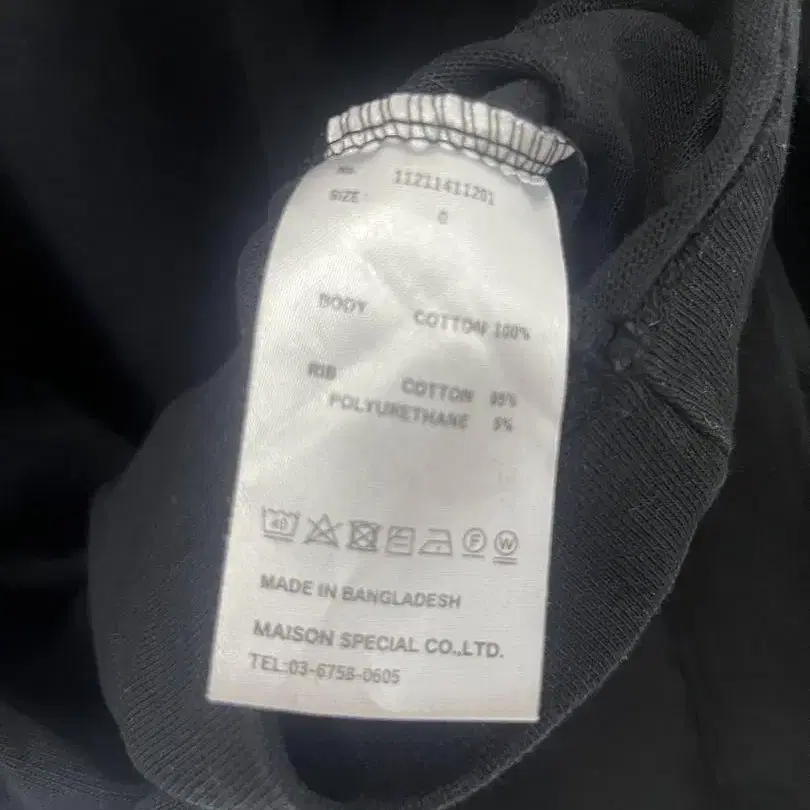 NO. 11211411201
SIZE 0
BODY COTTON 100%
RIB COTTON 95%
POLYURETHANE 5%
40 F W
MADE IN BANGLADESH
MAISON SPECIAL CO.,LTD.
TEL:03-6758-0605